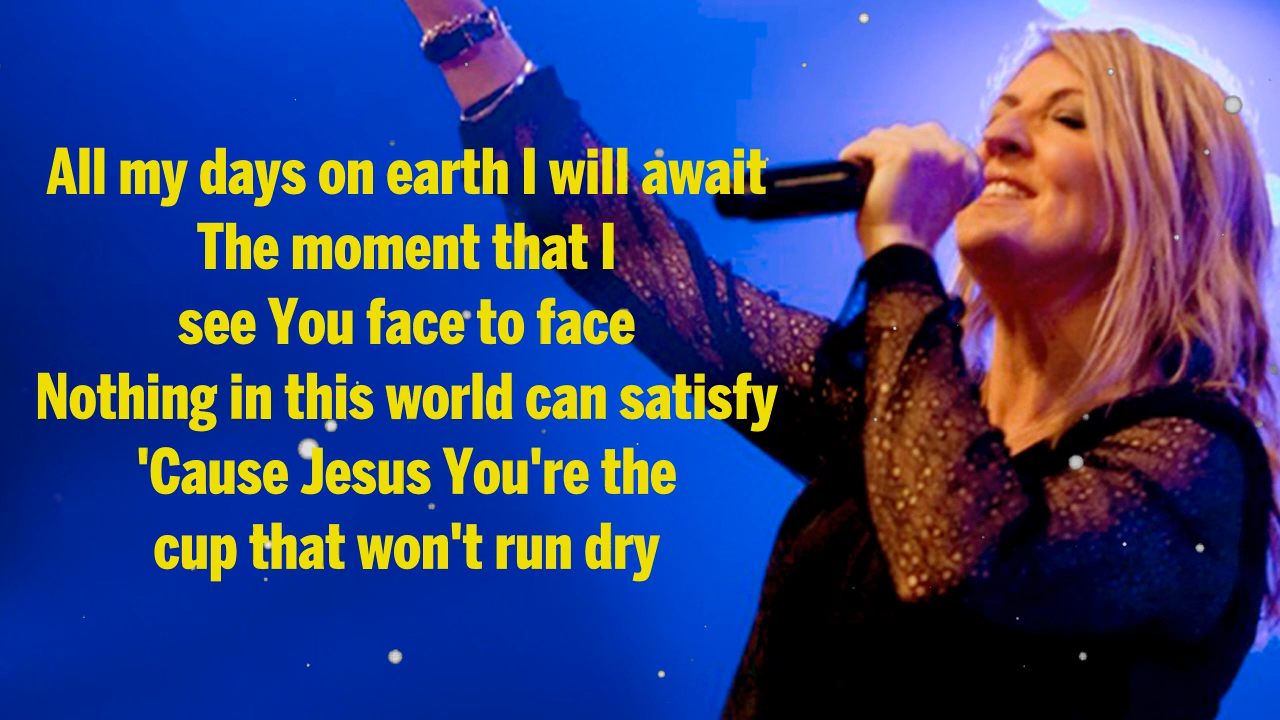 All my days on earth I will await
The moment that I
see You face to face
Nothing in this world can satisfy
'Cause Jesus You're the
cup that won't run dry